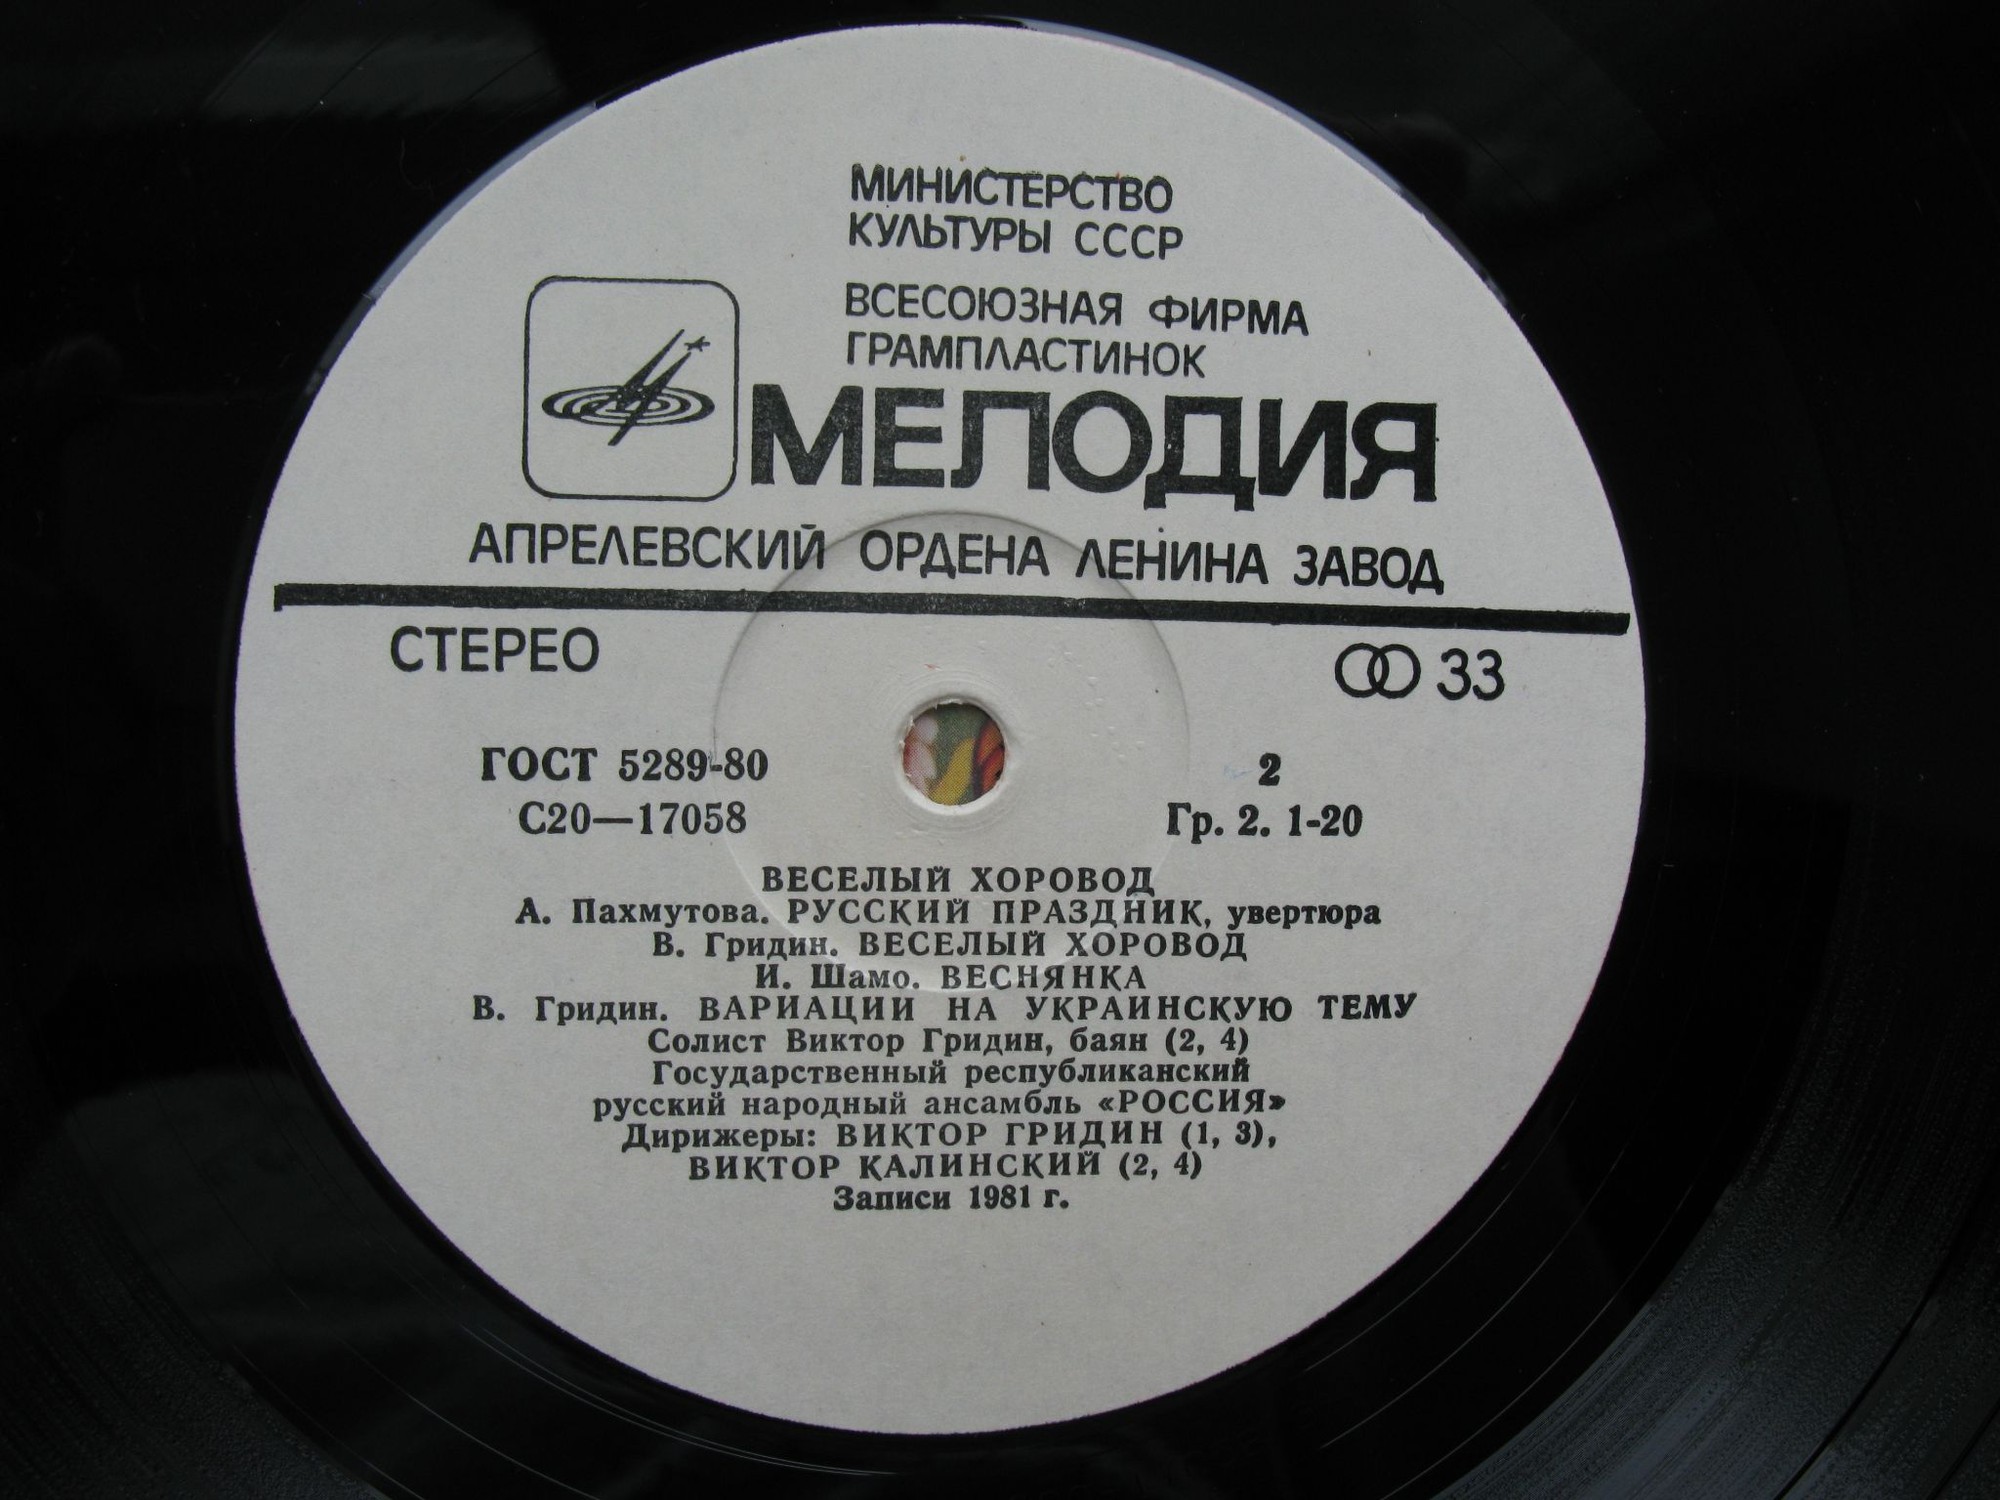 МИНИСТЕРСТВО
КУЛЬТУРЫ СССР
ВСЕСОЮЗНАЯ ФИРМА
ГРАМПЛАСТИНОК
МЕЛОДИЯ
АПРЕЛЕВСКИЙ ОРДЕНА ЛЕНИНА ЗАВОД
СТЕРЕО
33
ГОСТ 5289-80
2
С20—17058
Гр. 2. 1-20
ВЕСЕЛЫЙ ХОРОВОД
А. Пахмутова. РУССКИЙ ПРАЗДНИК, увертюра
В. Гридин. ВЕСЕЛЫЙ ХОРОВОД
И. Шамо. ВЕСНЯНКА
В. Гридин. ВАРИАЦИИ НА УКРАИНСКУЮ ТЕМУ
Солист Виктор Гридин, баян (2, 4)
Государственный республиканский
русский народный ансамбль «РОССИЯ»
Дирижеры: ВИКТОР ГРИДИН (1, 3),
ВИКТОР КАЛИНСКИЙ (2, 4)
Записи 1981 г.